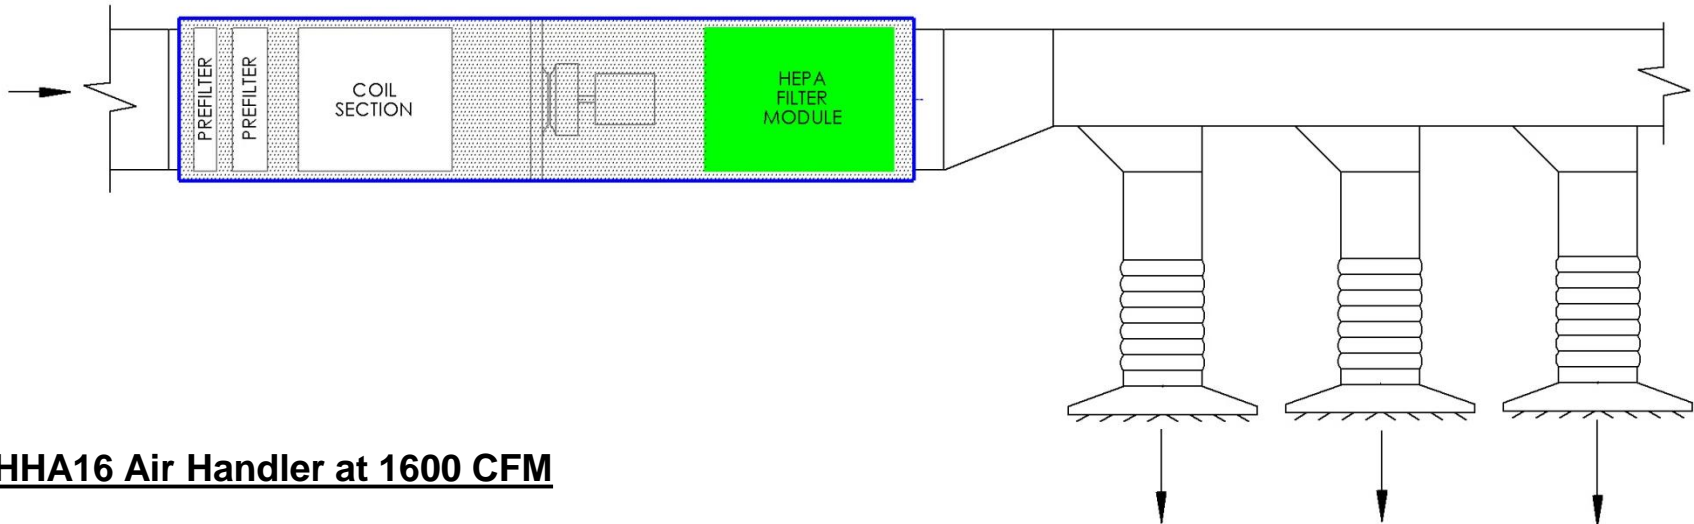 PREFILTER
PREFILTER
COIL
SECTION
HEPA
FILTER
MODULE
HHA16 Air Handler at 1600 CFM